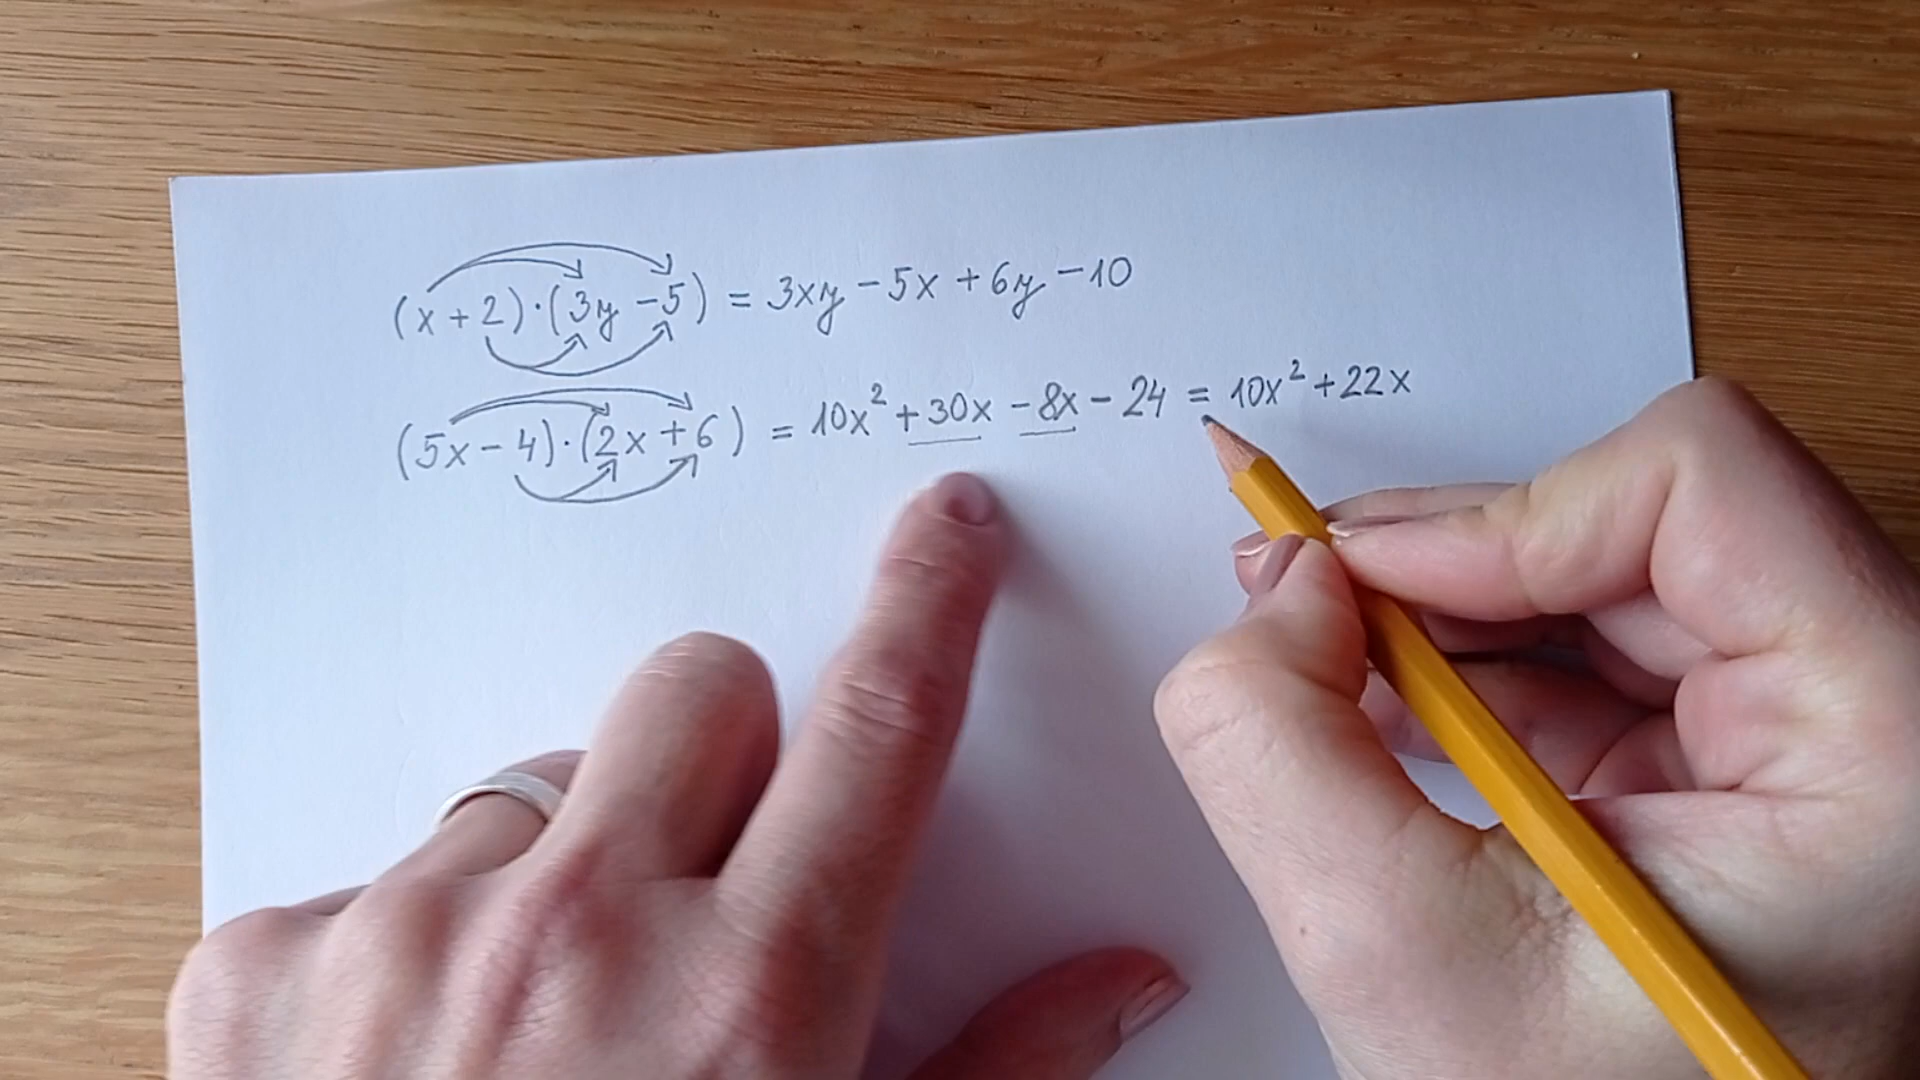 (x+2)·(3y-5) = 3xy - 5x + 6y - 10
(5x-4)·(2x+6) = 10x² + 30x - 8x - 24 = 10x² + 22x